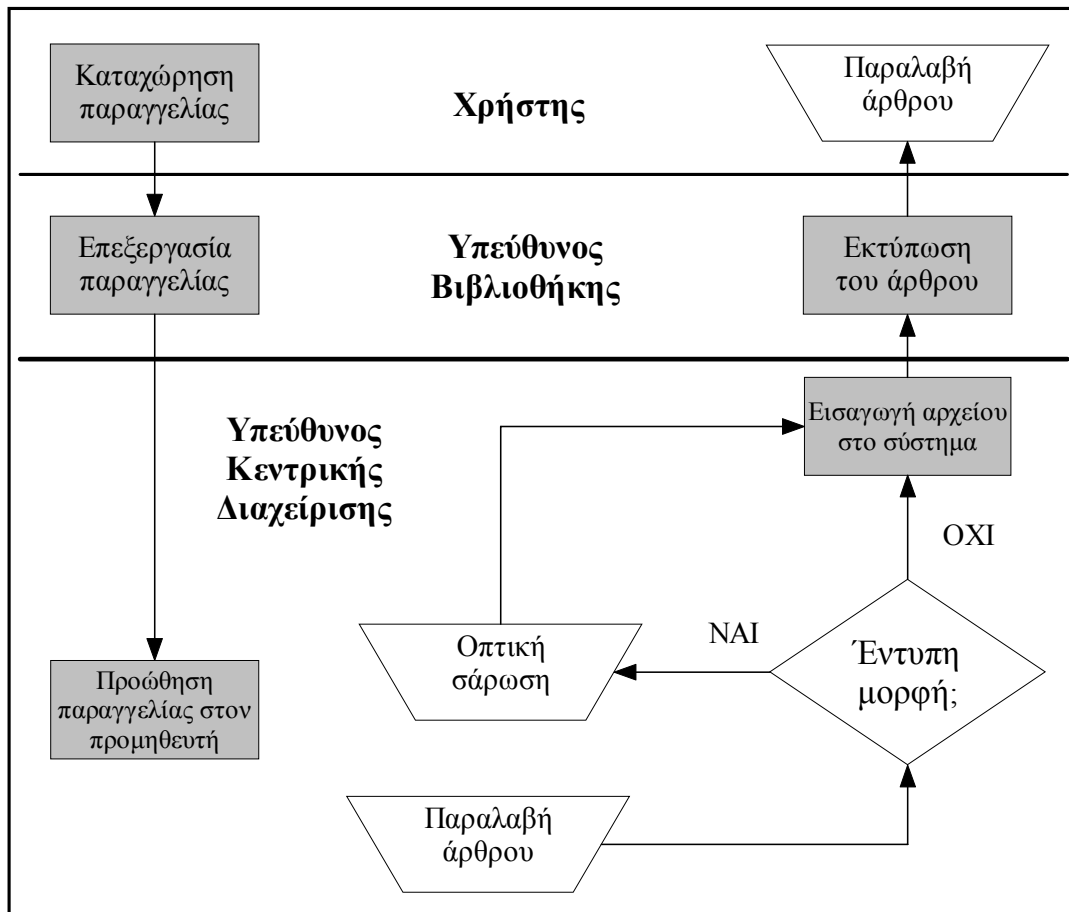 Καταχώρηση
παραγγελίας
Χρήστης
Παραλαβή
άρθρου
Επεξεργασία
παραγγελίας
Υπεύθυνος
Βιβλιοθήκης
Εκτύπωση
του άρθρου
Υπεύθυνος
Κεντρικής
Διαχείρισης
Εισαγωγή αρχείου
στο σύστημα
ΟΧΙ
ΝΑΙ
Οπτική
σάρωση
Έντυπη
μορφή;
Προώθηση
παραγγελίας στον
προμηθευτή
Παραλαβή
άρθρου